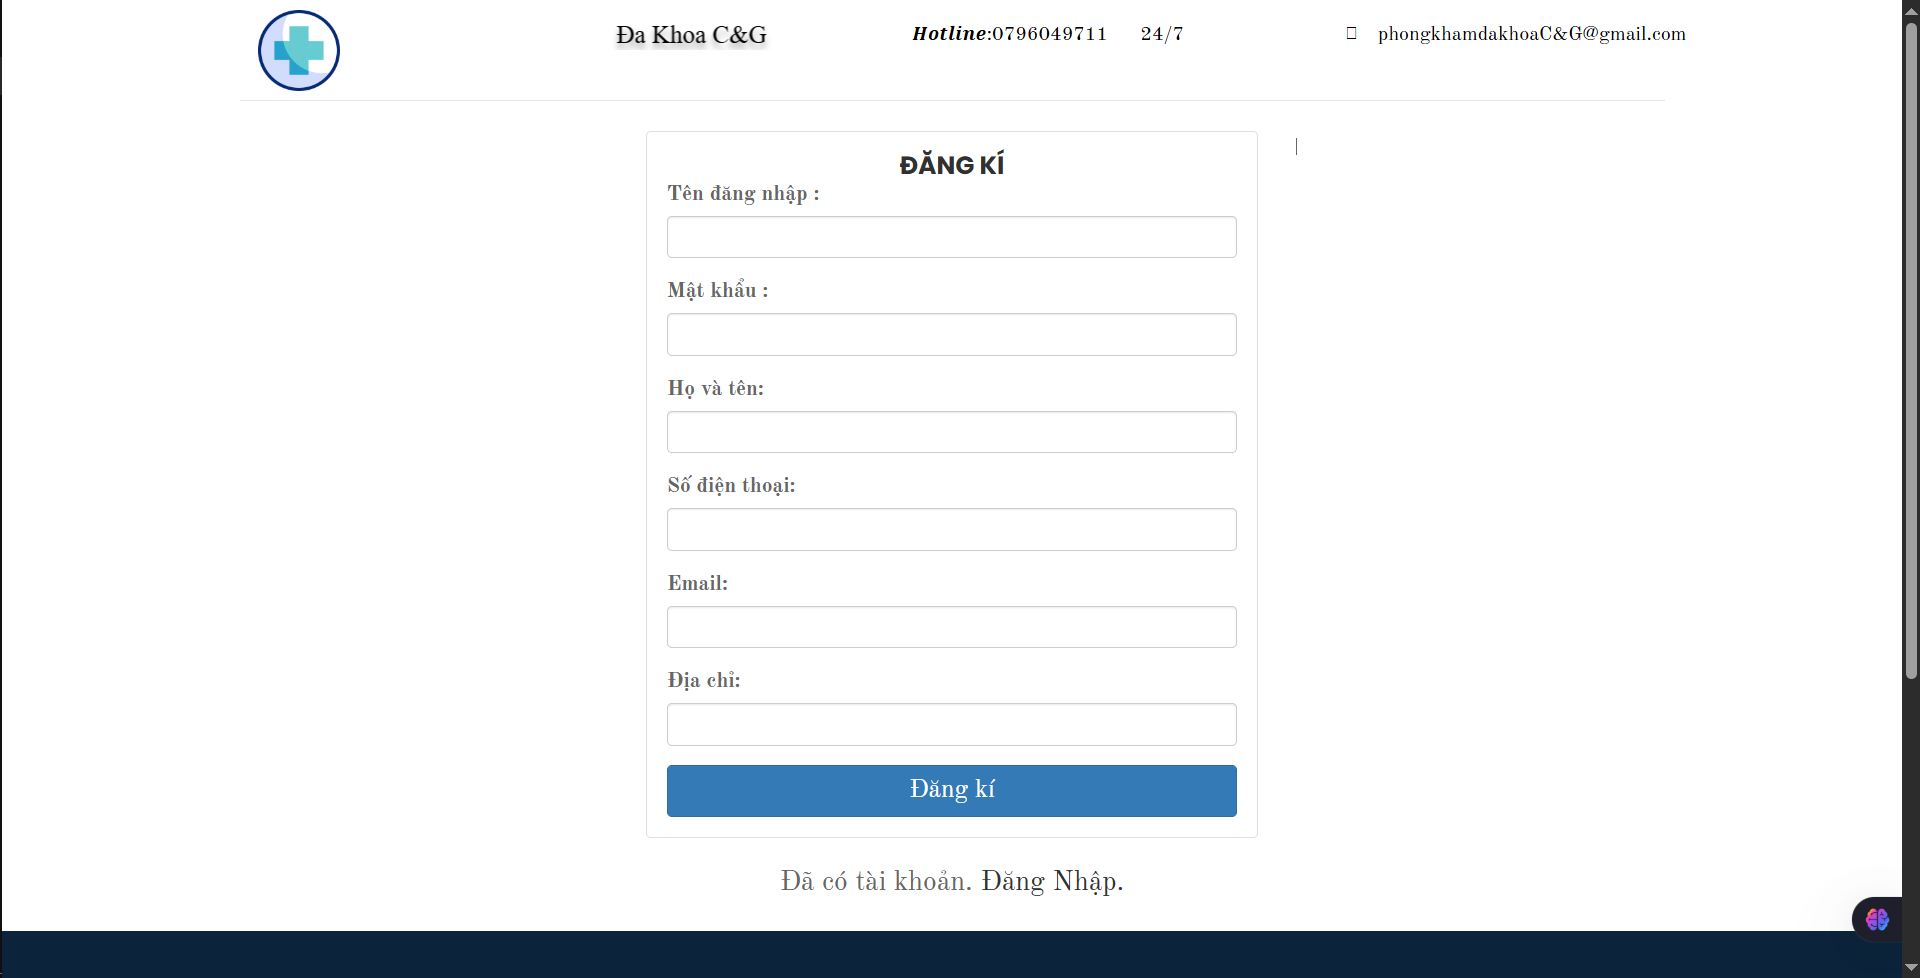 Đa Khoa C&G
Hotline:0796049711 24/7
phongkhamdakhoaC&G@gmail.com
ĐĂNG KÍ
Tên đăng nhập :
Mật khẩu :
Họ và tên:
Số điện thoại:
Email:
Địa chỉ:
Đăng kí
Đã có tài khoản. Đăng Nhập.